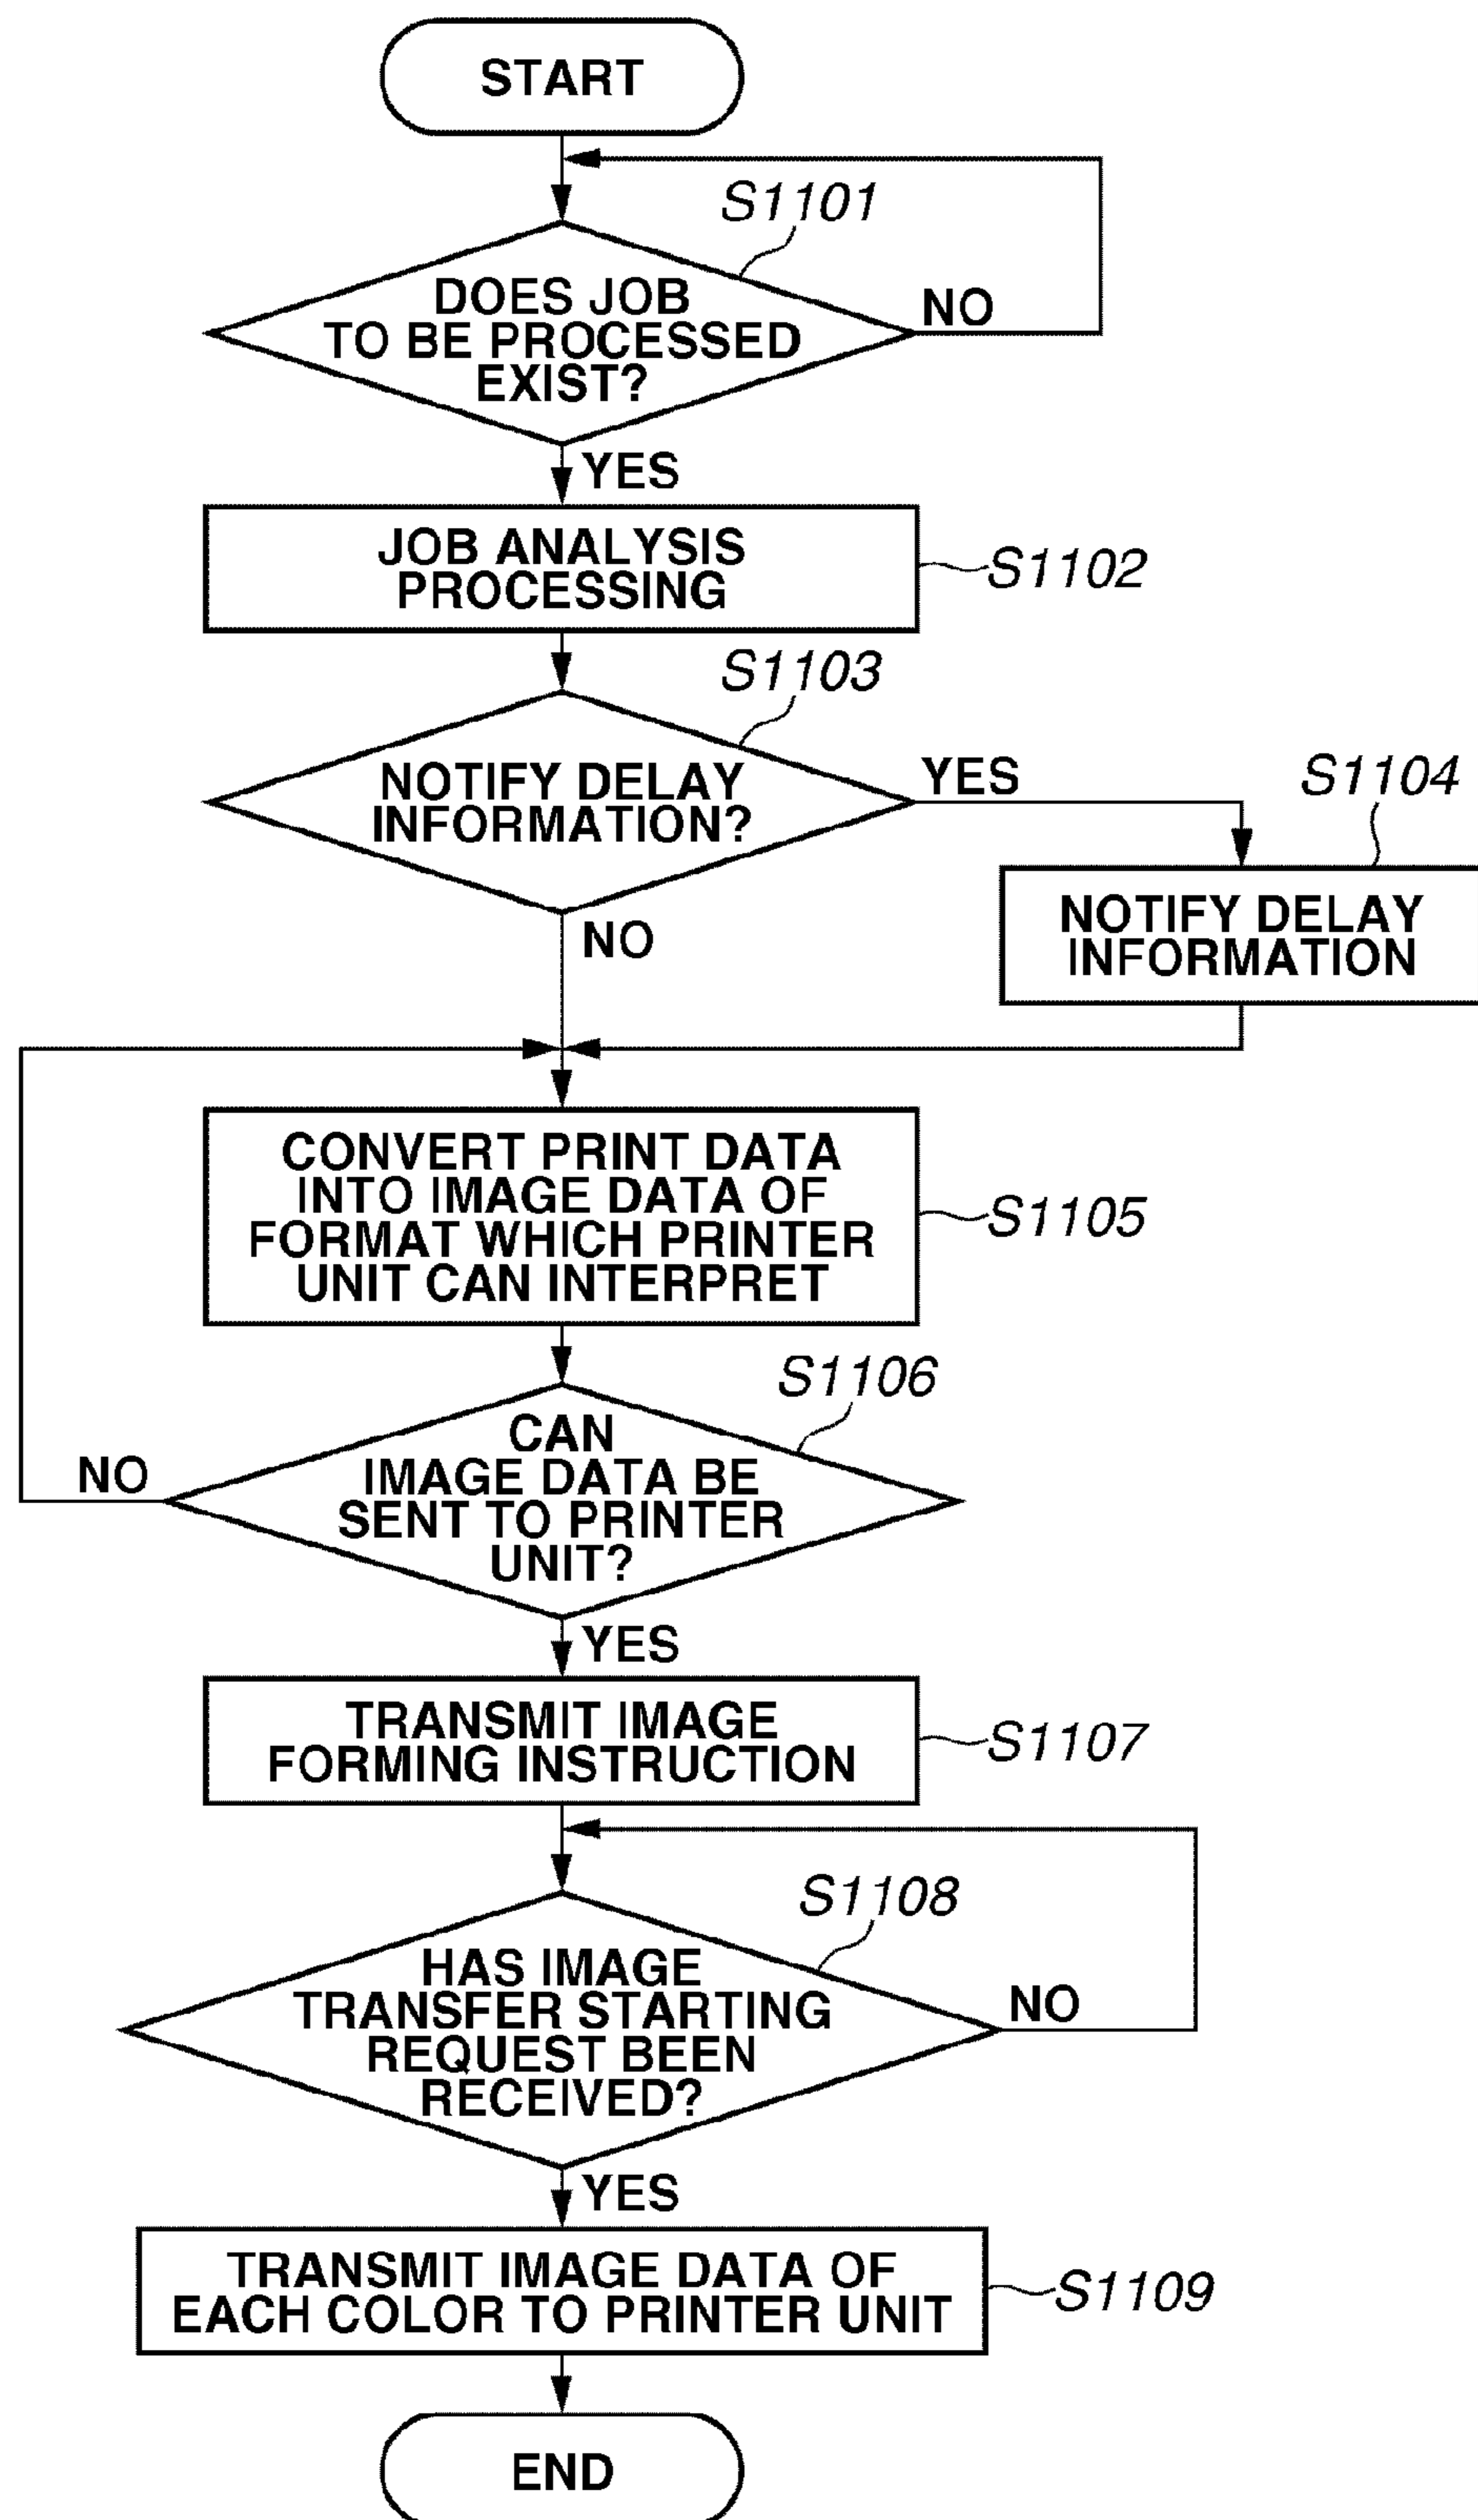 START
S1101
DOES JOB
TO BE PROCESSED
EXIST?
NO
YES
JOB ANALYSIS
PROCESSING
S1102
S1103
NOTIFY DELAY
INFORMATION?
YES
S1104
NOTIFY DELAY
INFORMATION
NO
CONVERT PRINT DATA
INTO IMAGE DATA OF
FORMAT WHICH PRINTER
UNIT CAN INTERPRET
S1105
S1106
CAN
IMAGE DATA BE
SENT TO PRINTER
UNIT?
NO
YES
TRANSMIT IMAGE
FORMING INSTRUCTION
S1107
S1108
HAS IMAGE
TRANSFER STARTING
REQUEST BEEN
RECEIVED?
NO
YES
TRANSMIT IMAGE DATA OF
EACH COLOR TO PRINTER UNIT
S1109
END